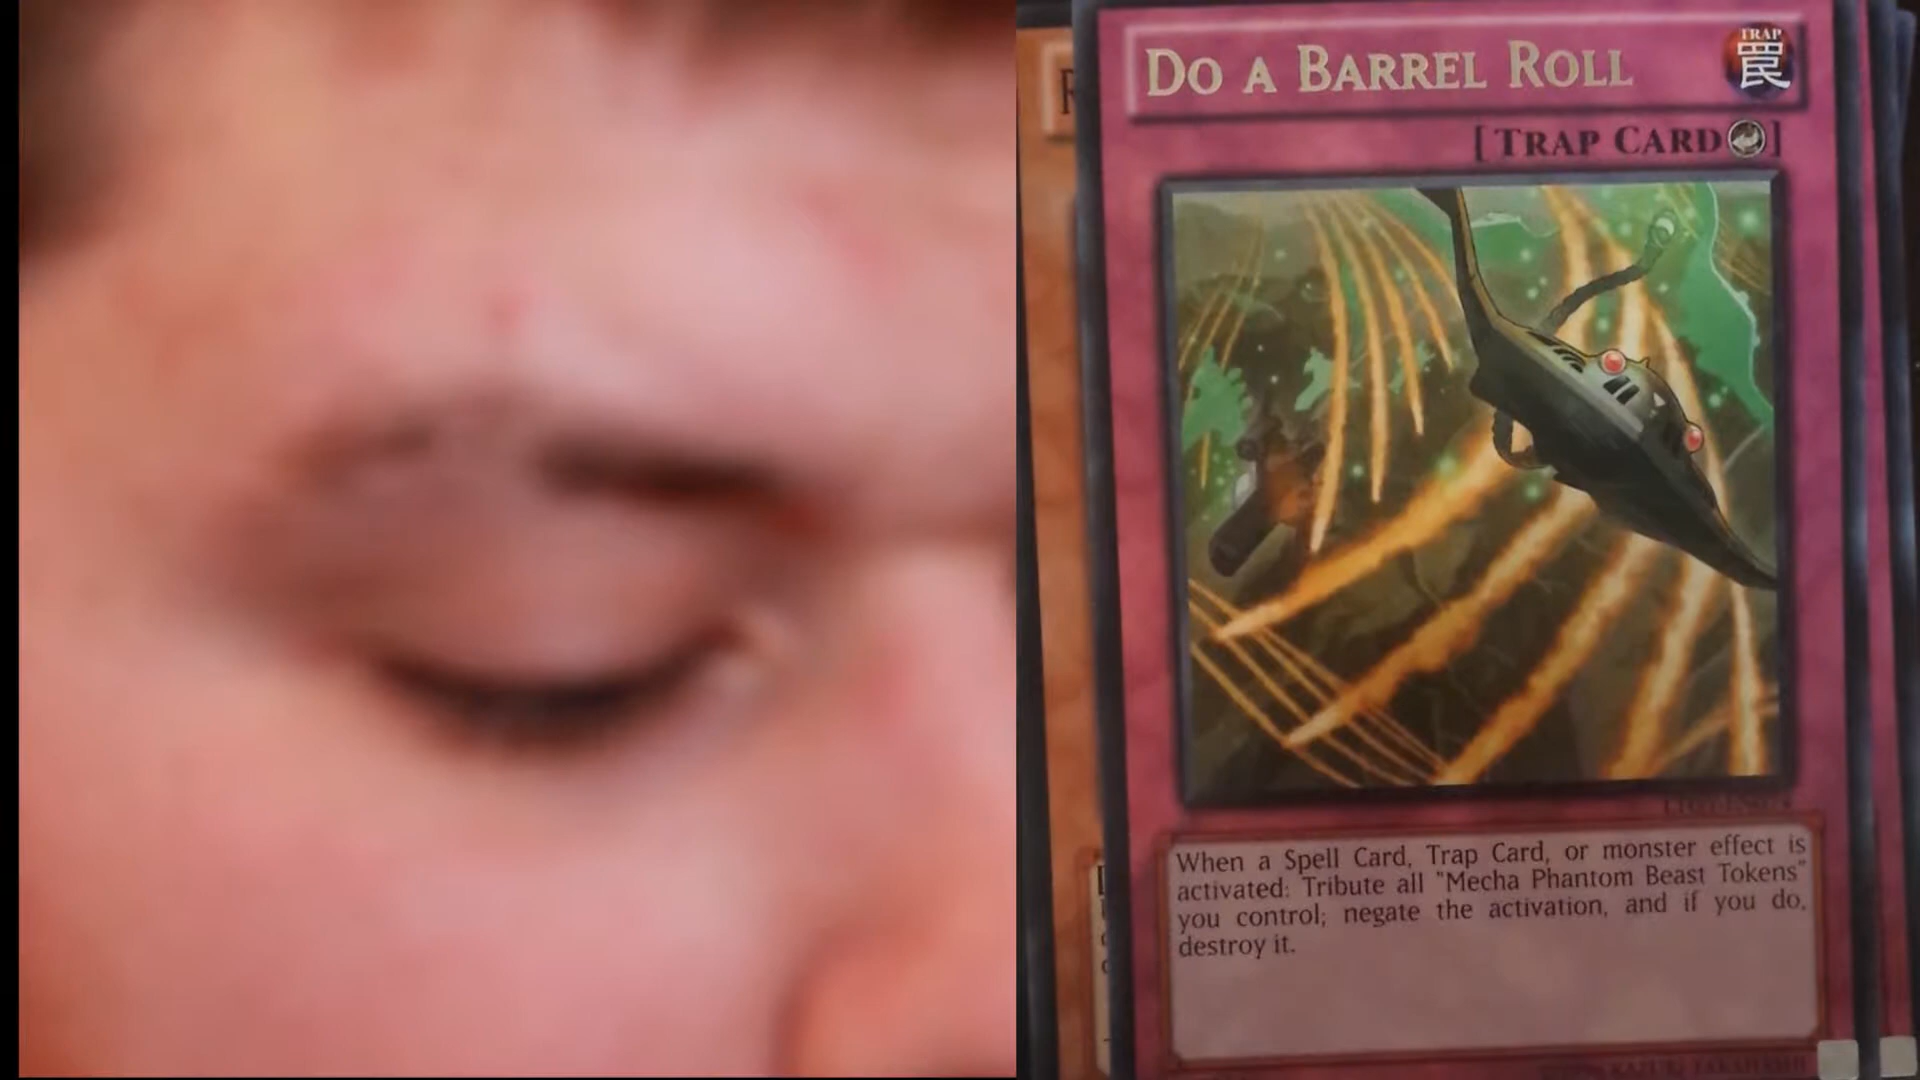 DO A BARREL ROLL
TRAP
罠
[TRAP CARD]
When a Spell Card, Trap Card, or monster effect is
activated: Tribute all "Mecha Phantom Beast Tokens"
you control; negate the activation, and if you do,
destroy it.